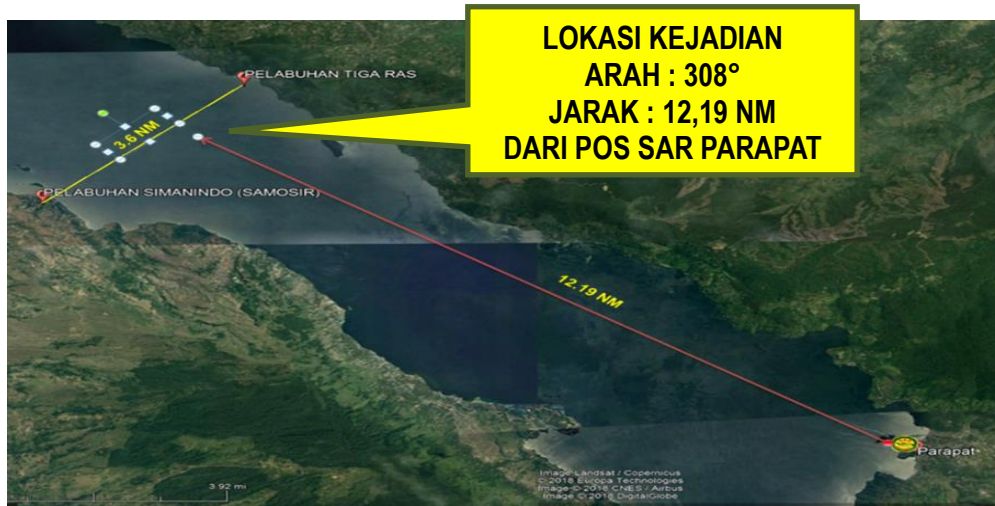 LOKASI KEJADIAN
ARAH : 308°
JARAK : 12,19 NM
DARI POS SAR PARAPAT
PELABUHAN TIGA RAS
3.6 NM
PELABUHAN SIMANINDO (SAMOSIR)
12.19 NM
Parapat
Image Landsat / Copernicus
© 2018 Europa Technologies
Image © 2018 CNES / Airbus
Image © 2018 DigitalGlobe
3.92 mi